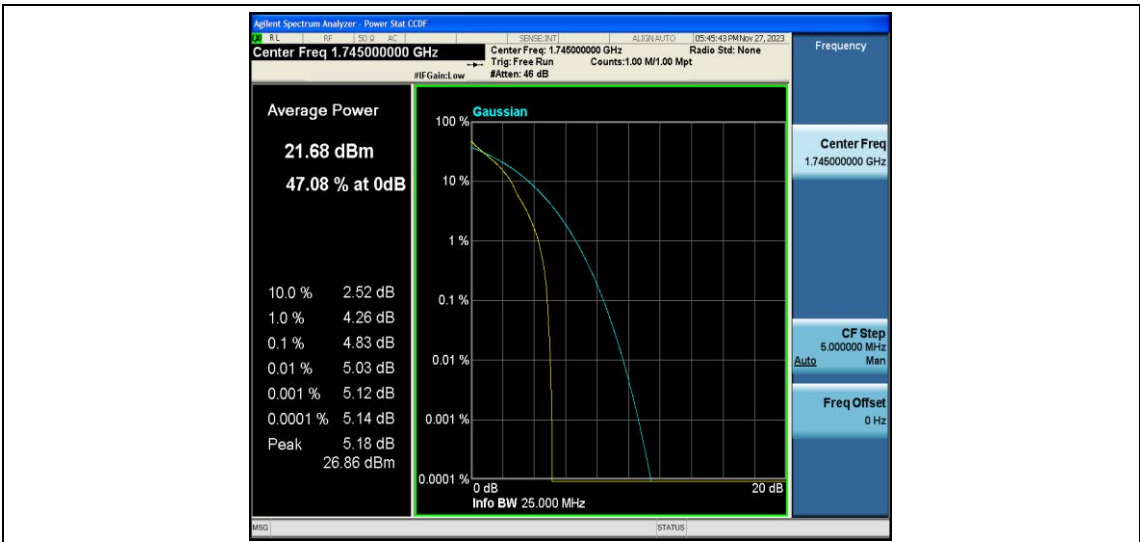 Agilent Spectrum Analyzer - Power Stat CCDF
RL RF 50 Ω AC SENSE:INT ALIGN AUTO 05:45:43 PM Nov 27, 2023
Center Freq 1.745000000 GHz
Center Freq: 1.745000000 GHz Radio Std: None
Trig: Free Run Counts:1.00 M/1.00 Mpt
#IFGain:Low #Atten: 46 dB
Frequency
Average Power
21.68 dBm
47.08 % at 0dB
10.0 % 2.52 dB
1.0 % 4.26 dB
0.1 % 4.83 dB
0.01 % 5.03 dB
0.001 % 5.12 dB
0.0001 % 5.14 dB
Peak 5.18 dB
26.86 dBm
Gaussian
100 %
10 %
1 %
0.1 %
0.01 %
0.001 %
0.0001 %
0 dB 20 dB
Info BW 25.000 MHz
Center Freq
1.745000000 GHz
CF Step
5.000000 MHz
Auto Man
Freq Offset
0 Hz
MSG STATUS